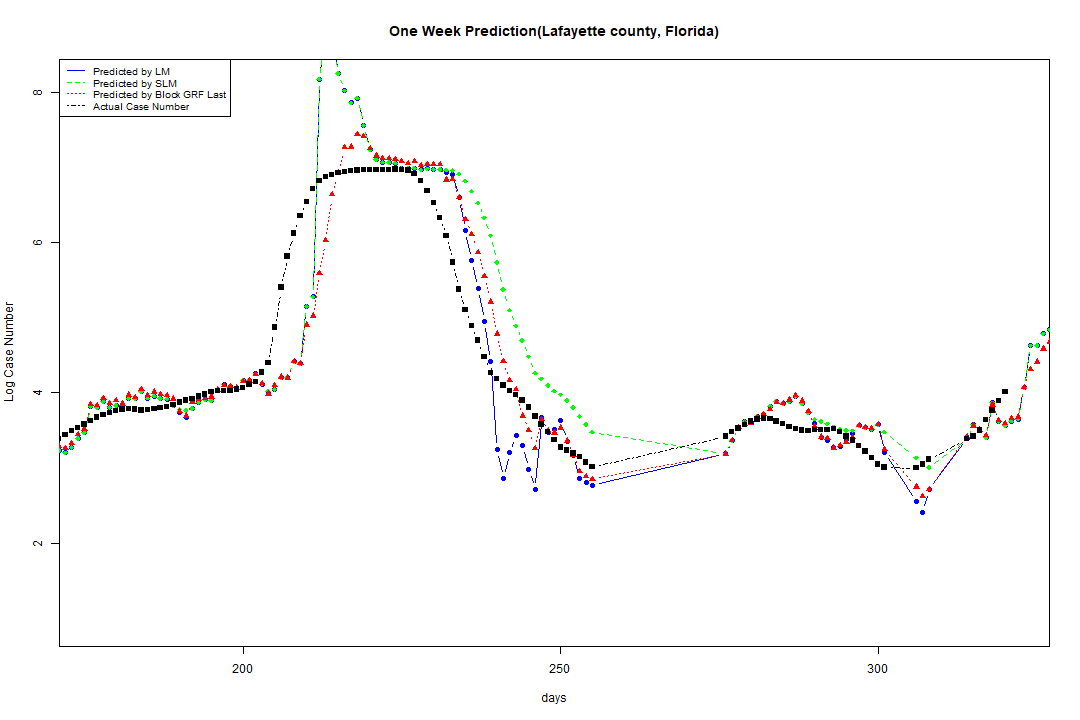 One Week Prediction(Lafayette county, Florida)
Predicted by LM
Predicted by SLM
Predicted by Block GRF Last
Actual Case Number
8
6
4
2
Log Case Number
200 250 300
days